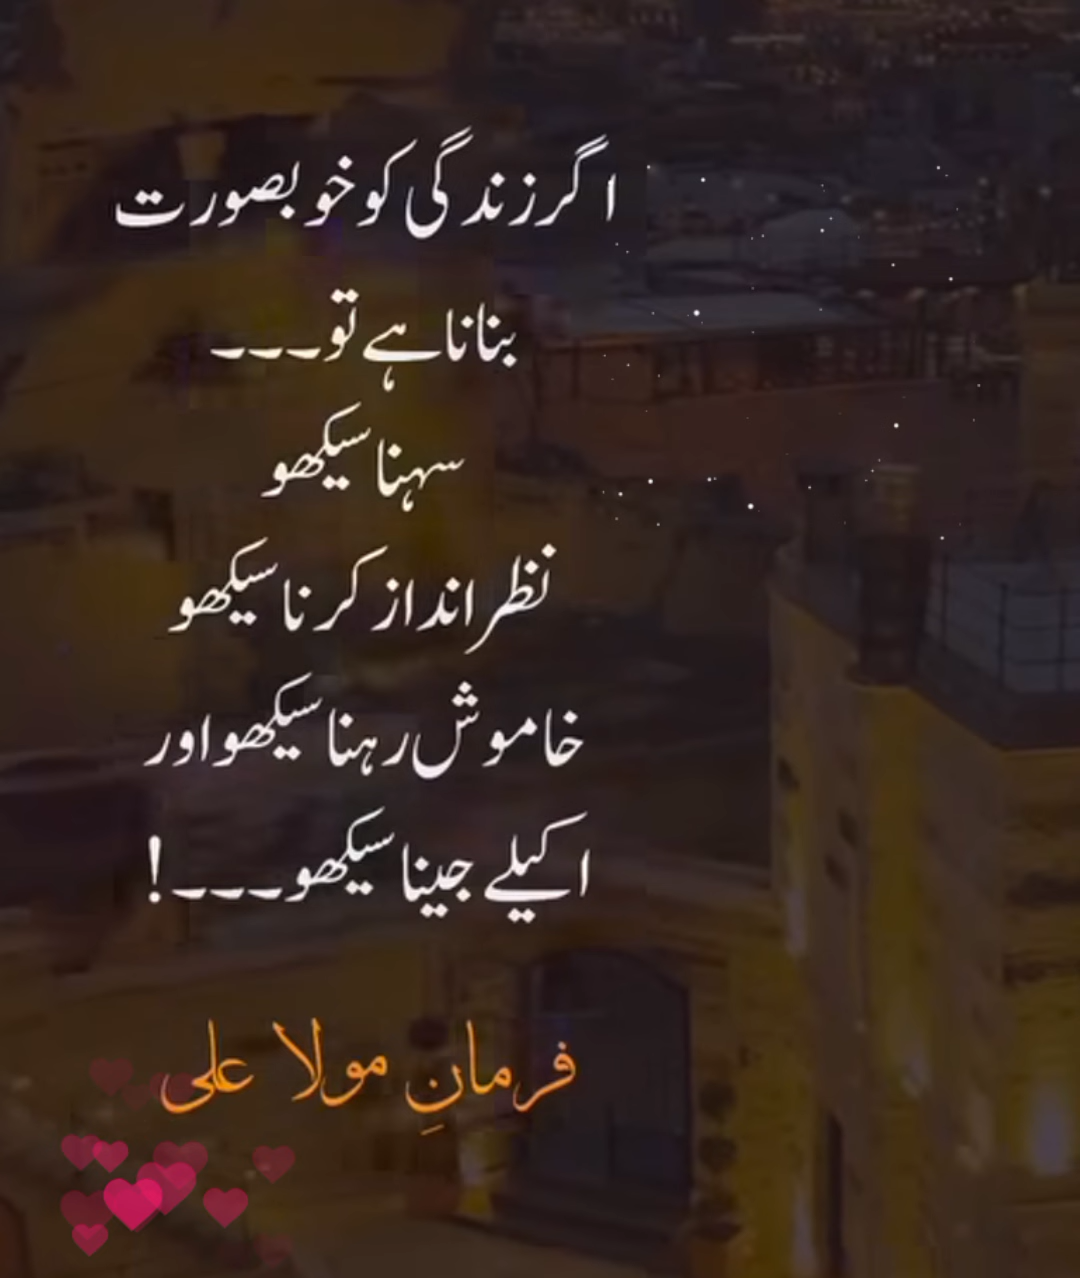 اگر زندگی کو خوبصورت
بنانا ہے تو۔۔۔
سہنا سیکھو
نظر انداز کرنا سیکھو
خاموش رہنا سیکھو اور
اکیلے جینا سیکھو۔۔۔!
فرمانِ مولا علی